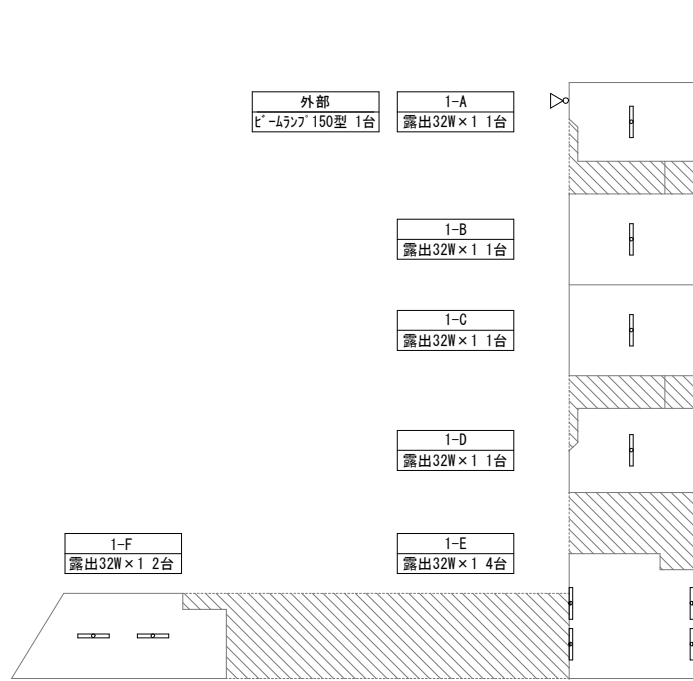 外部
ﾋﾞｰﾑﾗﾝﾌﾟ150型 1台
1-A
露出32W×1 1台
1-B
露出32W×1 1台
1-C
露出32W×1 1台
1-D
露出32W×1 1台
1-F
露出32W×1 2台
1-E
露出32W×1 4台